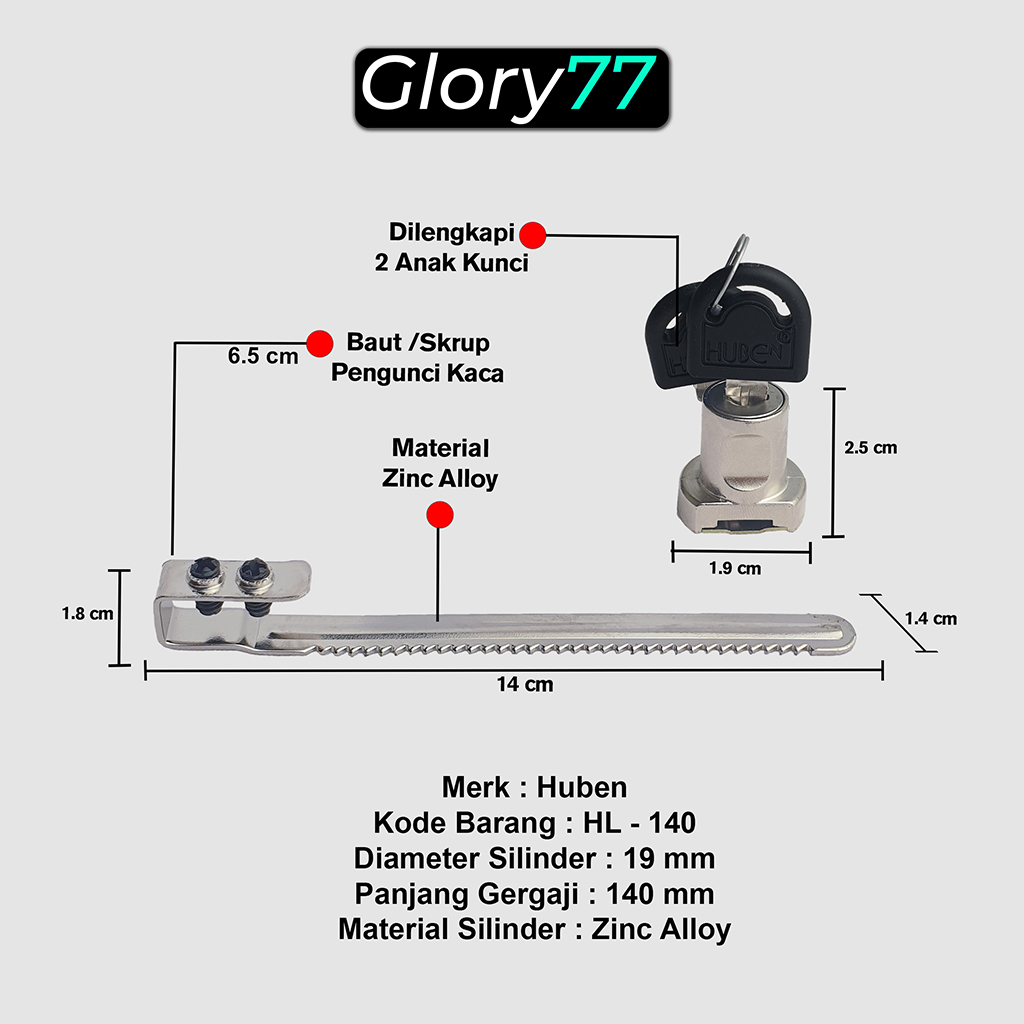 Glory77
Dilengkapi
2 Anak Kunci
6.5 cm
Baut /Skrup
Pengunci Kaca
HUBEN
Material
Zinc Alloy
2.5 cm
1.9 cm
1.8 cm
1.4 cm
14 cm
Merk : Huben
Kode Barang : HL - 140
Diameter Silinder : 19 mm
Panjang Gergaji : 140 mm
Material Silinder : Zinc Alloy